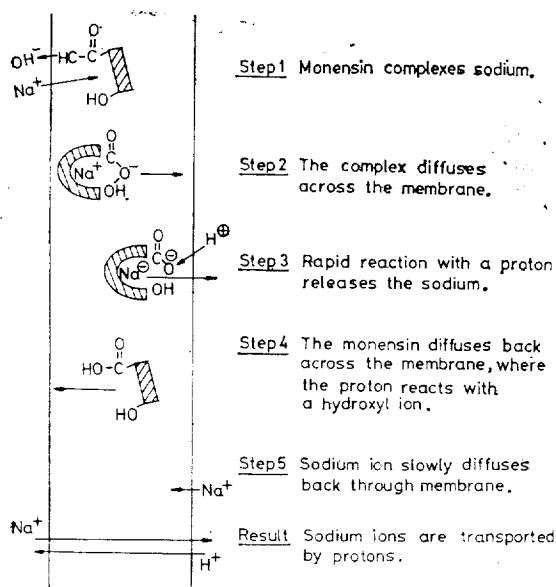 O
OH⁻ HC-C
Na⁺
HO
Step 1 Monensin complexes sodium.
O
C
Na⁺ O⁻
OH
Step 2 The complex diffuses
across the membrane.
O
C
H⊕
Na⊖ O⊖
OH
Step 3 Rapid reaction with a proton
releases the sodium.
O
HO-C
HO
Step 4 The monensin diffuses back
across the membrane, where
the proton reacts with
a hydroxyl ion.
Na⁺
Step 5 Sodium ion slowly diffuses
back through membrane.
Na⁺
H⁺
Result Sodium ions are transported
by protons.